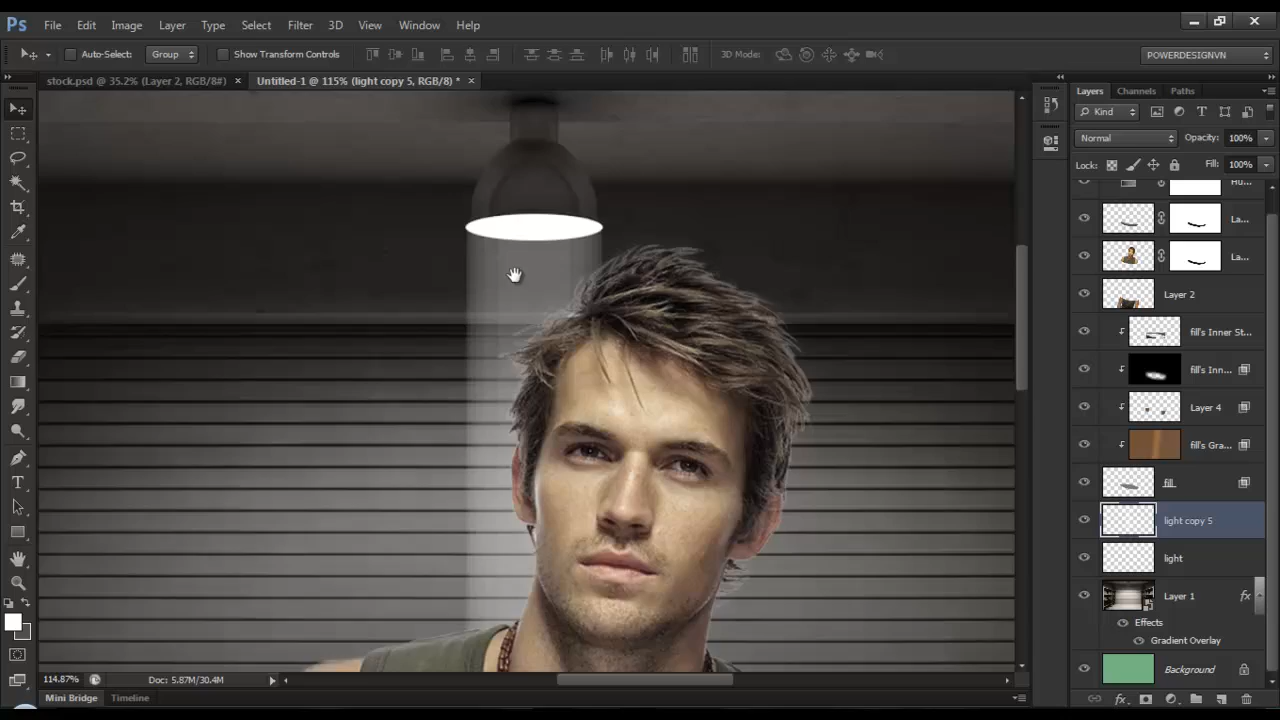 Ps File Edit Image Layer Type Select Filter 3D View Window Help
Auto-Select: Group Show Transform Controls 3D Mode: POWERDESIGNVN
stock.psd @ 35.2% (Layer 2, RGB/8#) × Untitled-1 @ 115% (light copy 5, RGB/8) * ×
Layers Channels Paths
Kind
Normal Opacity: 100%
Lock: Fill: 100%
Hu...
La...
La...
Layer 2
fill's Inner St...
fill's Inn...
Layer 4
fill's Gra...
fill
light copy 5
light
Layer 1 fx
Effects
Gradient Overlay
Background
114.87% Doc: 5.87M/30.4M
Mini Bridge Timeline